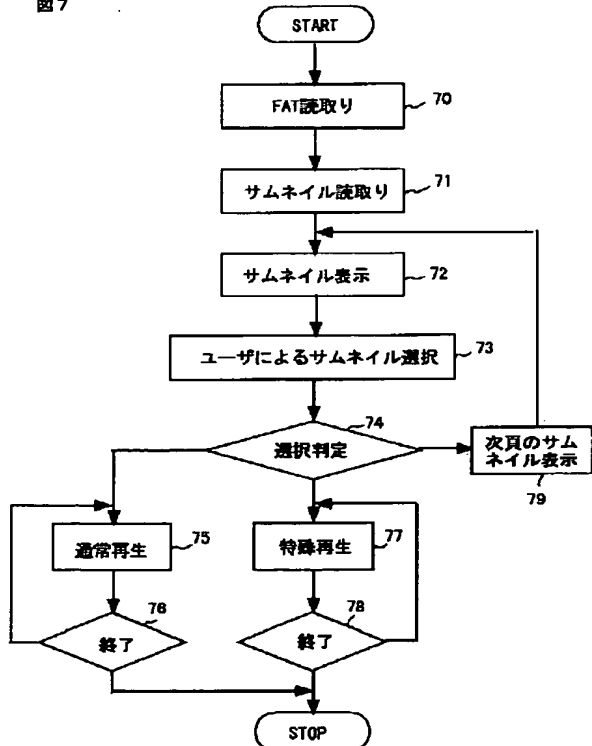 図7
START
FAT読取り
70
サムネイル読取り
71
サムネイル表示
72
ユーザによるサムネイル選択
73
74
選択判定
次頁のサム
ネイル表示
79
通常再生
75
特殊再生
77
76
終了
78
終了
STOP